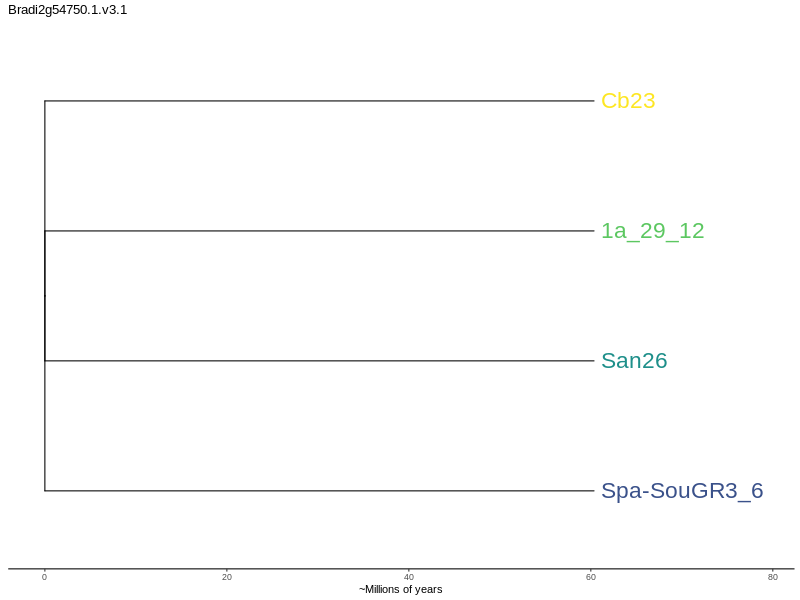 Bradi2g54750.1.v3.1
Cb23
1a_29_12
San26
Spa-SouGR3_6
0 20 40 60 80
~Millions of years